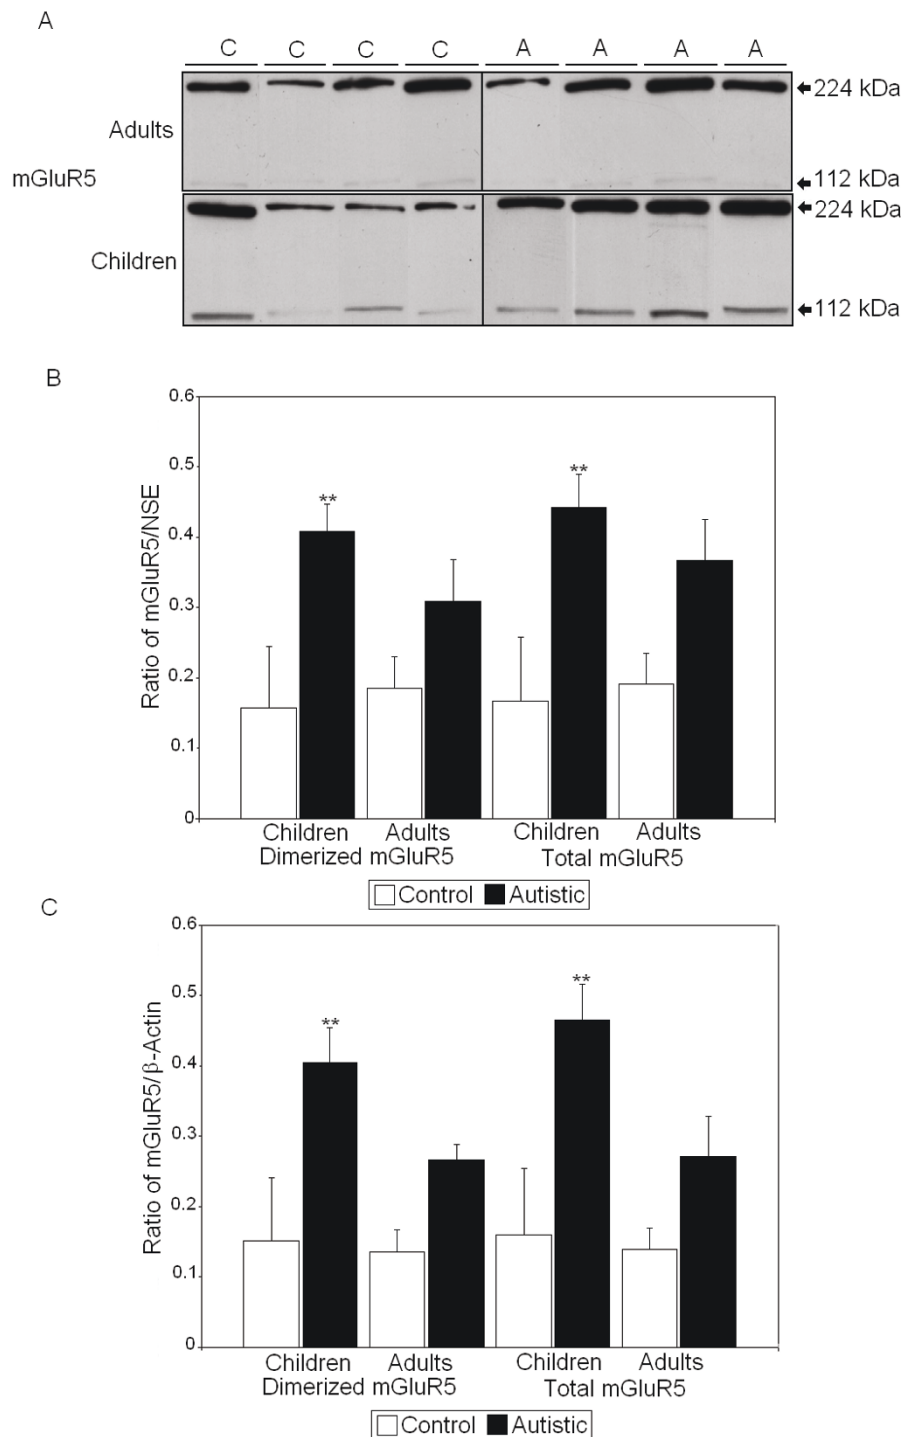 A
C C C C A A A A
224 kDa
Adults
mGluR5
112 kDa
224 kDa
Children
112 kDa
B
0.6
0.5
0.4
0.3
0.2
0.1
0
Ratio of mGluR5/NSE
** **
Children Adults Children Adults
Dimerized mGluR5 Total mGluR5
Control Autistic
C
0.6
0.5
0.4
0.3
0.2
0.1
0
Ratio of mGluR5/β-Actin
** **
Children Adults Children Adults
Dimerized mGluR5 Total mGluR5
Control Autistic